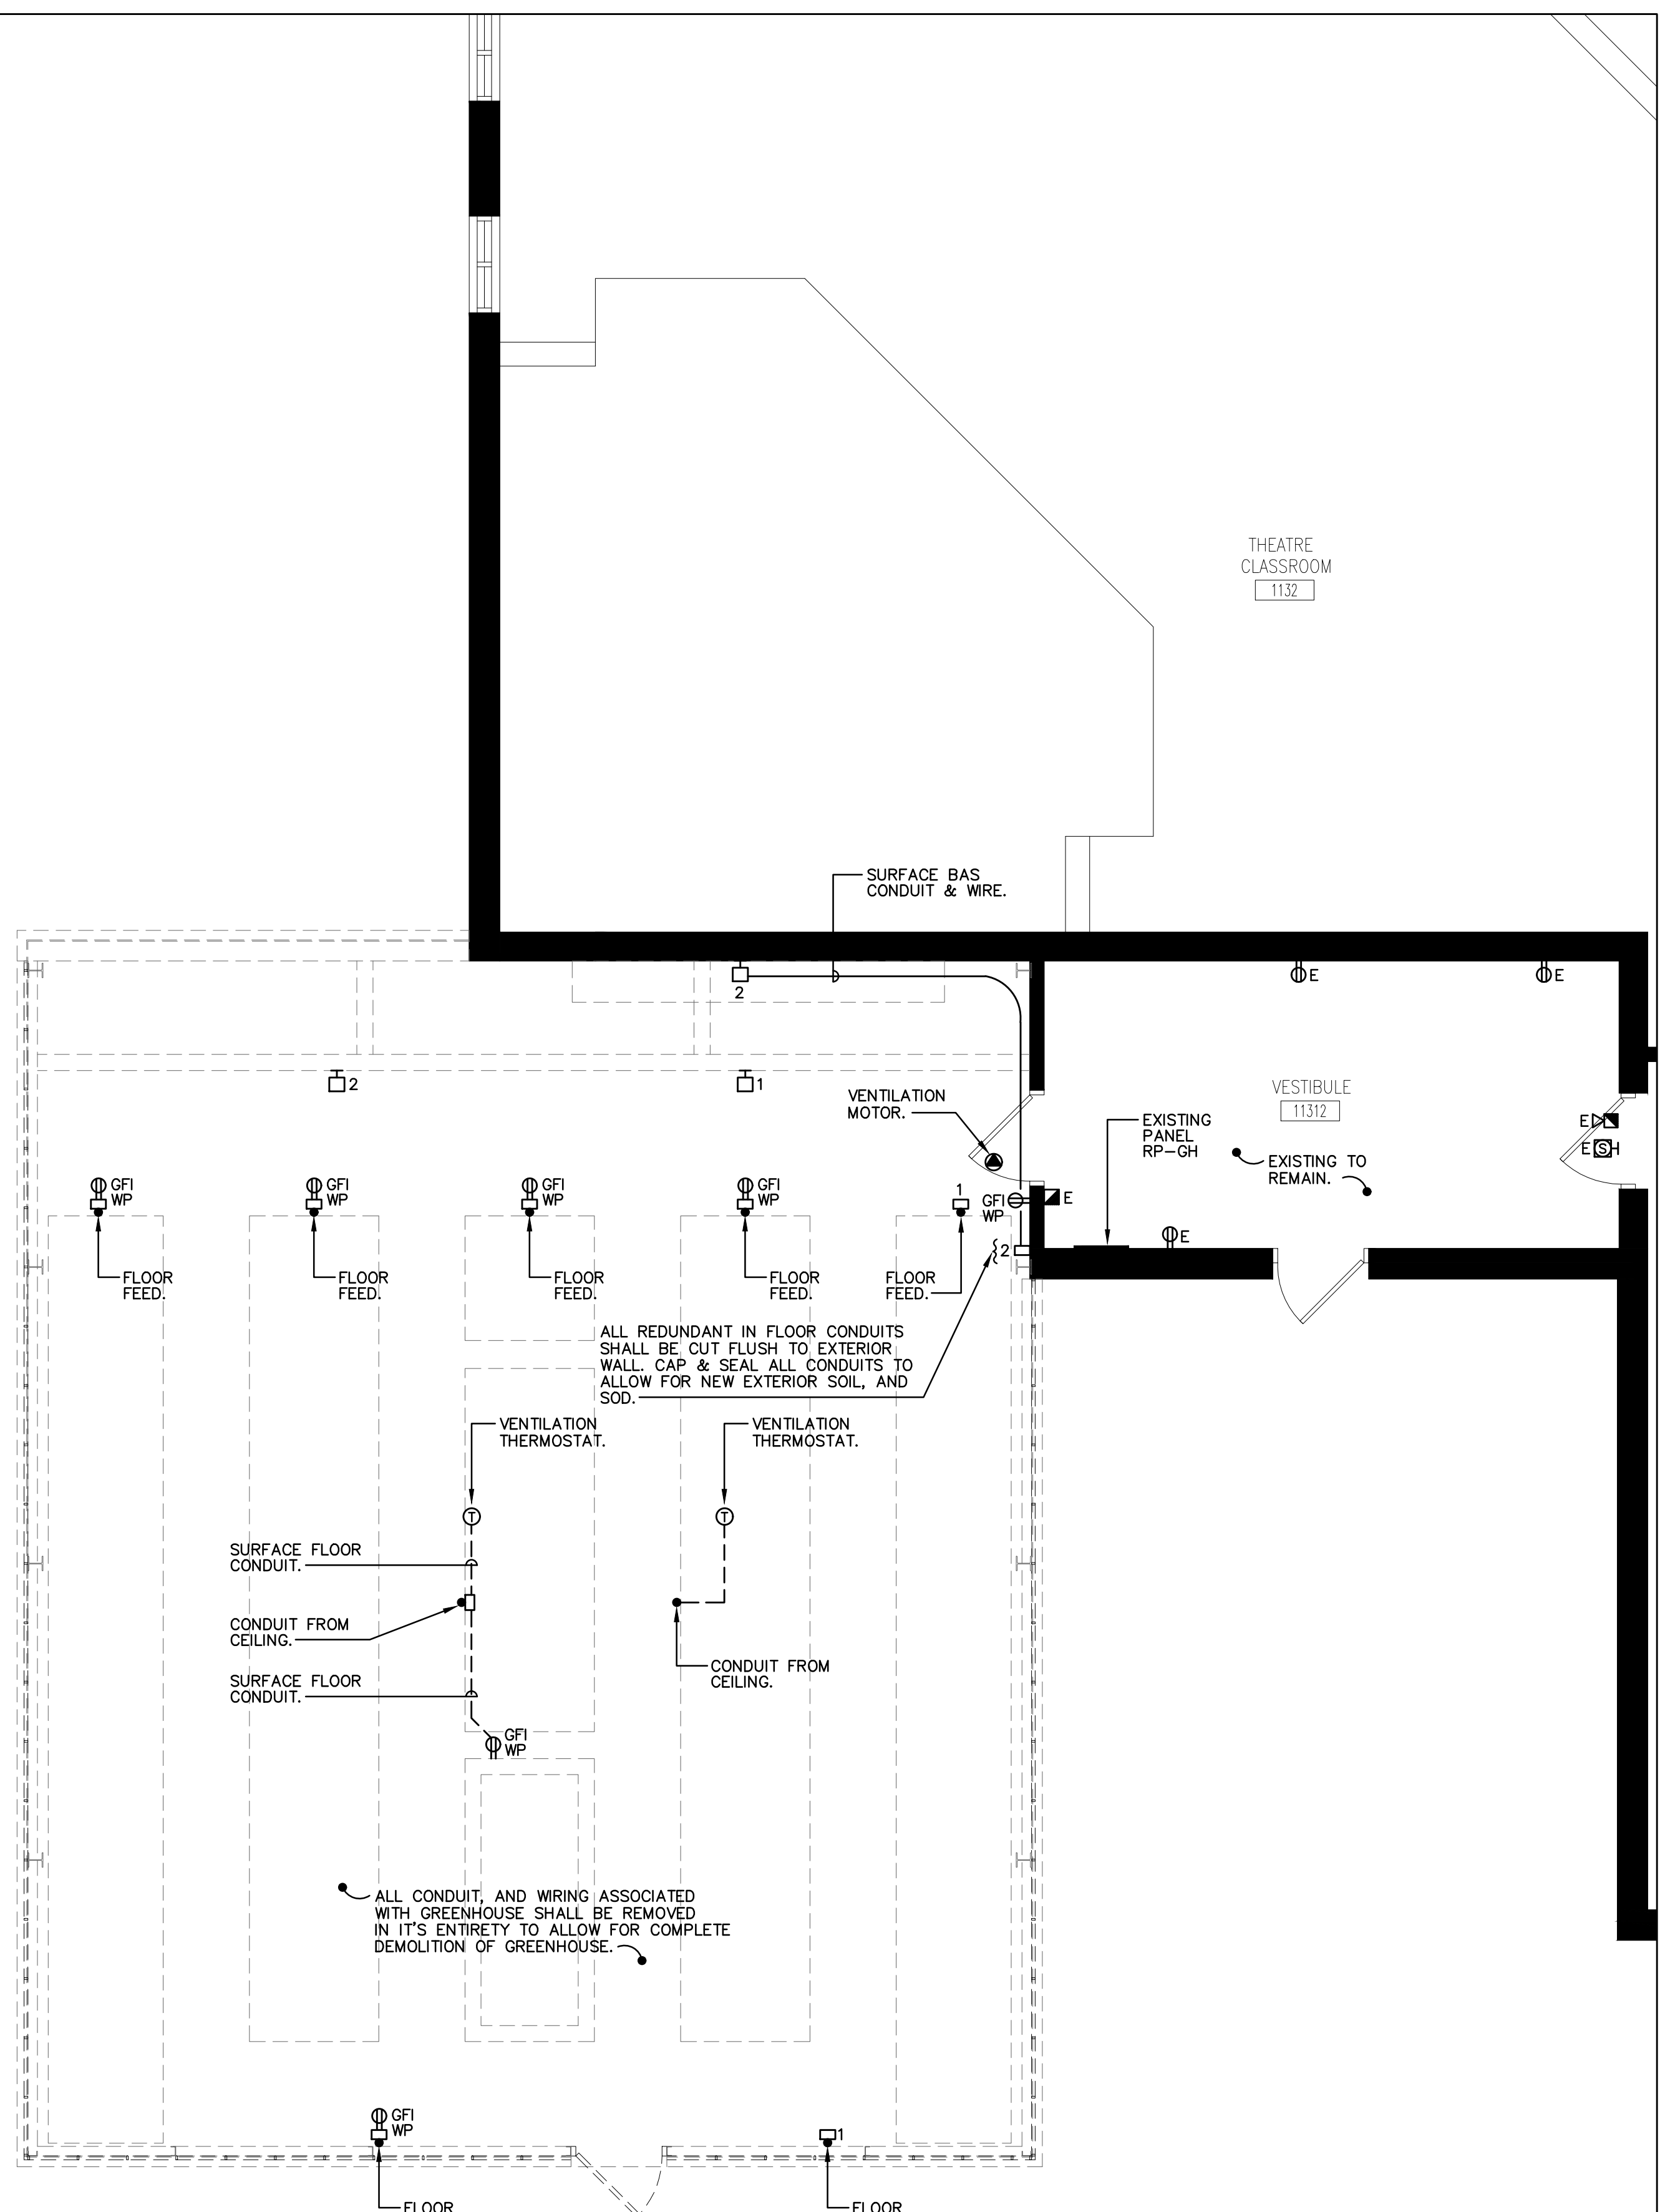 THEATRE
CLASSROOM
1132
SURFACE BAS
CONDUIT & WIRE.
E
E
2
2
1
VENTILATION
MOTOR.
VESTIBULE
11312
EXISTING
PANEL
RP-GH
EXISTING TO
REMAIN.
E
E S H
GFI
WP
GFI
WP
GFI
WP
GFI
WP
1
GFI
WP
E
E
2
FLOOR
FEED.
FLOOR
FEED.
FLOOR
FEED.
FLOOR
FEED.
FLOOR
FEED.
ALL REDUNDANT IN FLOOR CONDUITS
SHALL BE CUT FLUSH TO EXTERIOR
WALL. CAP & SEAL ALL CONDUITS TO
ALLOW FOR NEW EXTERIOR SOIL, AND
SOD.
VENTILATION
THERMOSTAT.
VENTILATION
THERMOSTAT.
T
T
SURFACE FLOOR
CONDUIT.
CONDUIT FROM
CEILING.
SURFACE FLOOR
CONDUIT.
CONDUIT FROM
CEILING.
GFI
WP
ALL CONDUIT, AND WIRING ASSOCIATED
WITH GREENHOUSE SHALL BE REMOVED
IN IT'S ENTIRETY TO ALLOW FOR COMPLETE
DEMOLITION OF GREENHOUSE.
GFI
WP
1
FLOOR
FLOOR